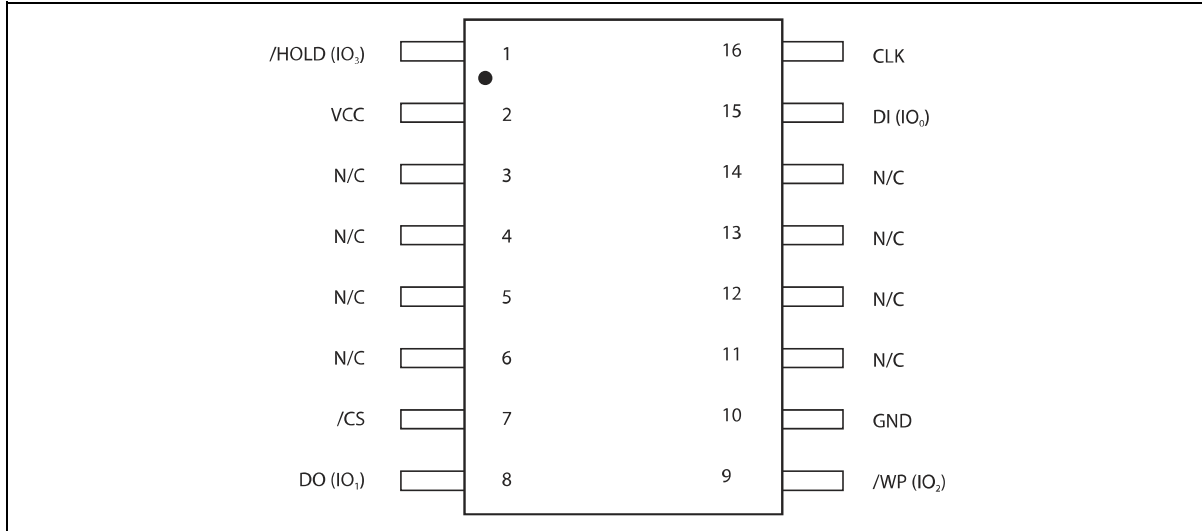 /HOLD (IO₃) 1 16 CLK
VCC 2 15 DI (IO₀)
N/C 3 14 N/C
N/C 4 13 N/C
N/C 5 12 N/C
N/C 6 11 N/C
/CS 7 10 GND
DO (IO₁) 8 9 /WP (IO₂)